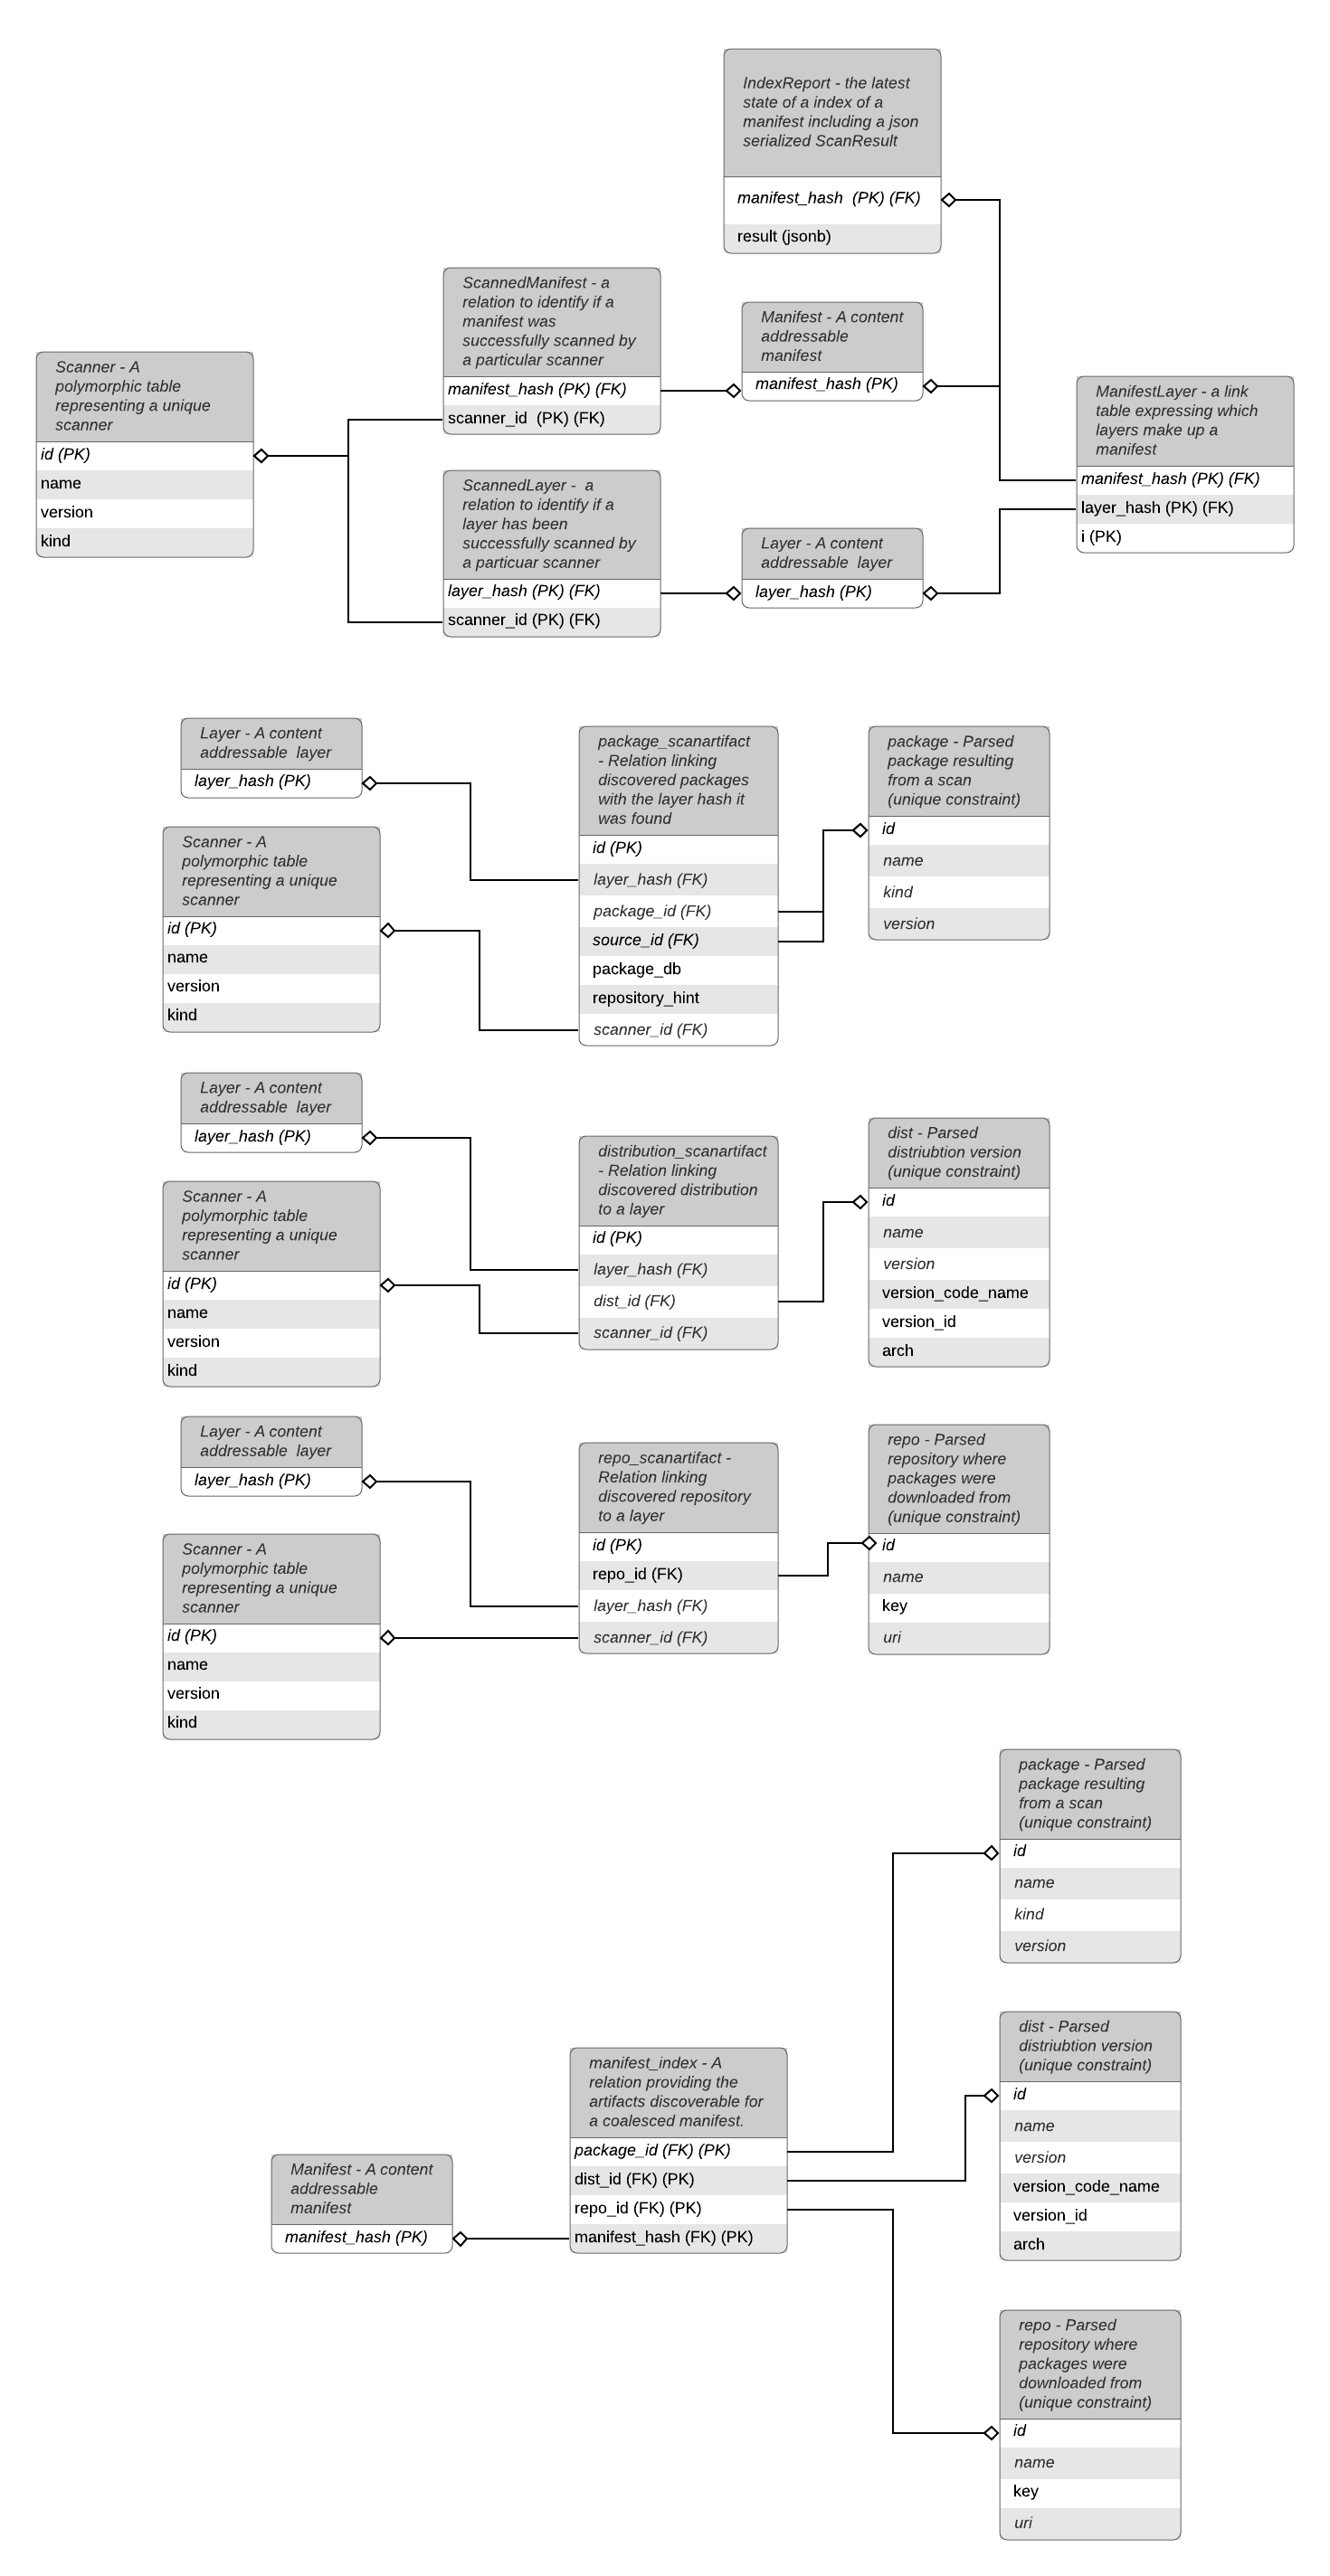 IndexReport - the latest
state of a index of a
manifest including a json
serialized ScanResult
manifest_hash  (PK) (FK)
result (jsonb)
ScannedManifest - a
relation to identify if a
manifest was
successfully scanned by
a particular scanner
manifest_hash (PK) (FK)
scanner_id  (PK) (FK)
Manifest - A content
addressable
manifest
manifest_hash (PK)
Scanner - A
polymorphic table
representing a unique
scanner
id (PK)
name
version
kind
ManifestLayer - a link
table expressing which
layers make up a
manifest
manifest_hash (PK) (FK)
layer_hash (PK) (FK)
i (PK)
ScannedLayer -  a
relation to identify if a
layer has been
successfully scanned by
a particuar scanner
layer_hash (PK) (FK)
scanner_id (PK) (FK)
Layer - A content
addressable  layer
layer_hash (PK)
Layer - A content
addressable  layer
layer_hash (PK)
Scanner - A
polymorphic table
representing a unique
scanner
id (PK)
name
version
kind
package_scanartifact
- Relation linking
discovered packages
with the layer hash it
was found
id (PK)
layer_hash (FK)
package_id (FK)
source_id (FK)
package_db
repository_hint
scanner_id (FK)
package - Parsed
package resulting
from a scan
(unique constraint)
id
name
kind
version
Layer - A content
addressable  layer
layer_hash (PK)
Scanner - A
polymorphic table
representing a unique
scanner
id (PK)
name
version
kind
distribution_scanartifact
- Relation linking
discovered distribution
to a layer
id (PK)
layer_hash (FK)
dist_id (FK)
scanner_id (FK)
dist - Parsed
distriubtion version
(unique constraint)
id
name
version
version_code_name
version_id
arch
Layer - A content
addressable  layer
layer_hash (PK)
Scanner - A
polymorphic table
representing a unique
scanner
id (PK)
name
version
kind
repo_scanartifact -
Relation linking
discovered repository
to a layer
id (PK)
repo_id (FK)
layer_hash (FK)
scanner_id (FK)
repo - Parsed
repository where
packages were
downloaded from
(unique constraint)
id
name
key
uri
package - Parsed
package resulting
from a scan
(unique constraint)
id
name
kind
version
Manifest - A content
addressable
manifest
manifest_hash (PK)
manifest_index - A
relation providing the
artifacts discoverable for
a coalesced manifest.
package_id (FK) (PK)
dist_id (FK) (PK)
repo_id (FK) (PK)
manifest_hash (FK) (PK)
dist - Parsed
distriubtion version
(unique constraint)
id
name
version
version_code_name
version_id
arch
repo - Parsed
repository where
packages were
downloaded from
(unique constraint)
id
name
key
uri